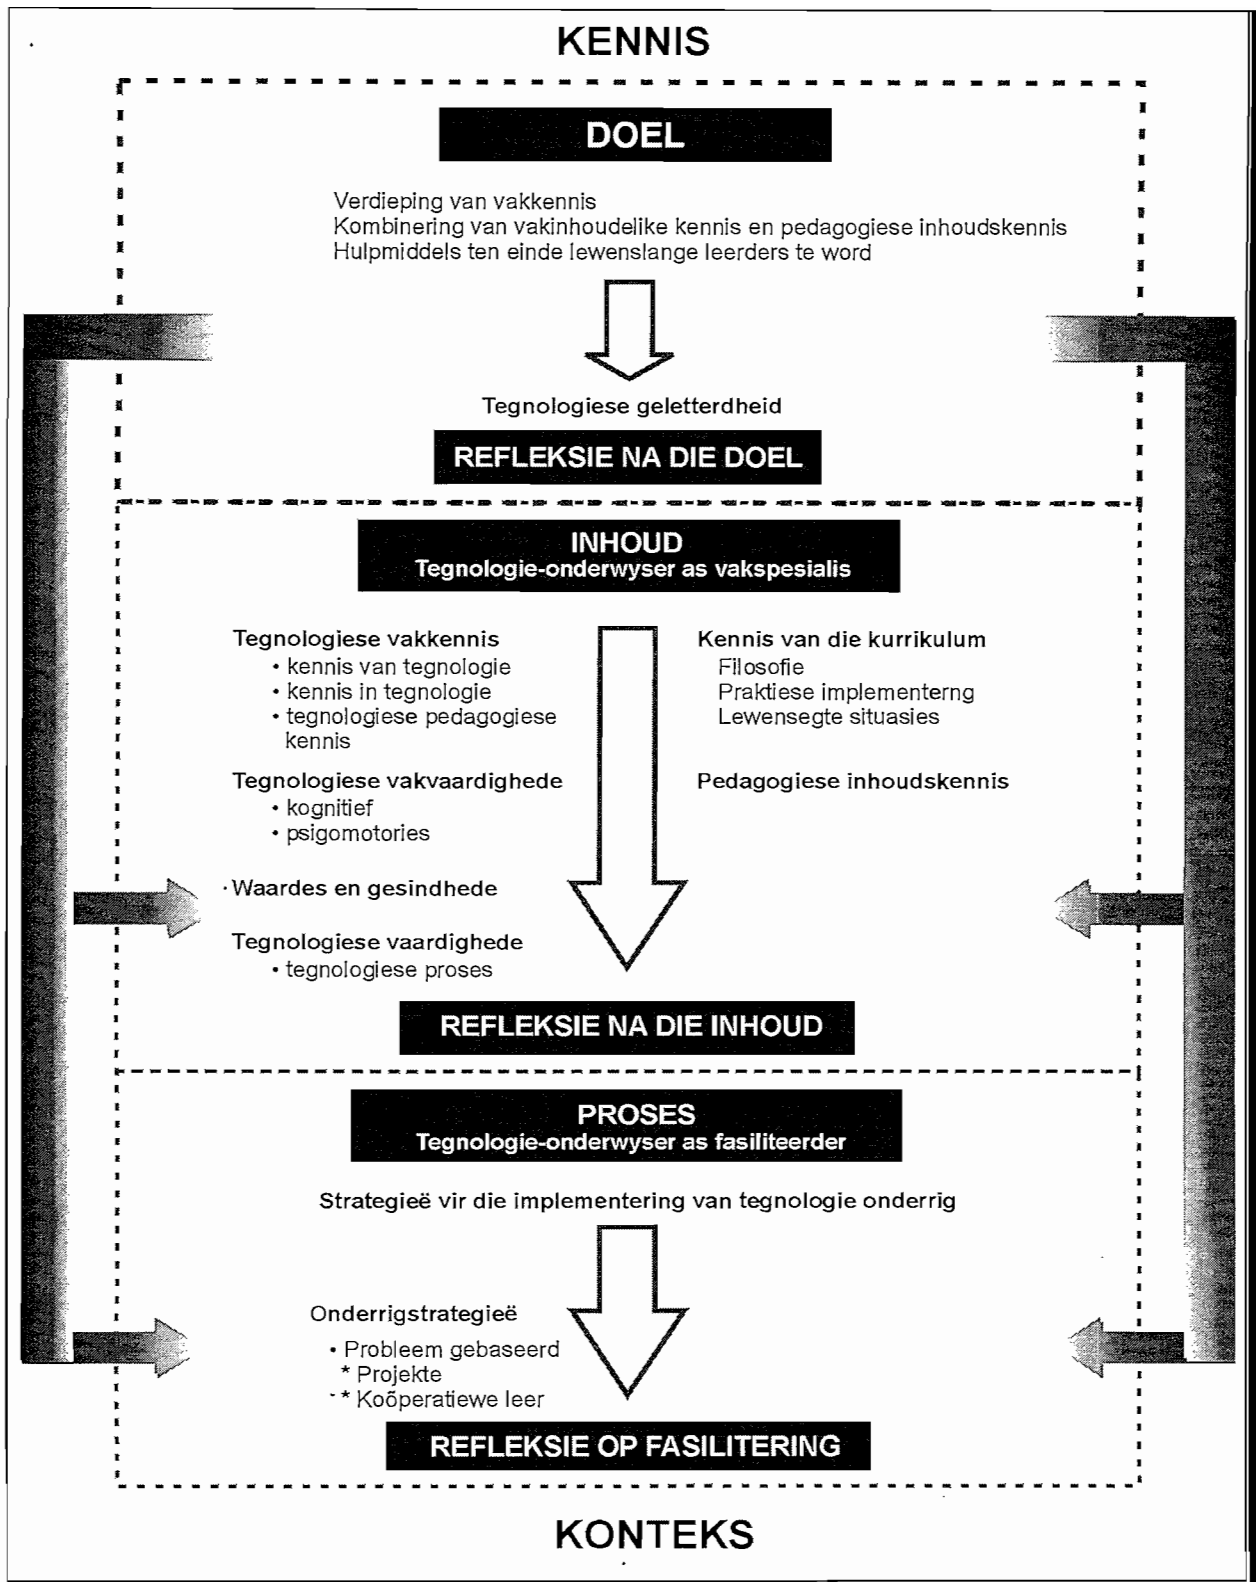 KENNIS
DOEL
Verdieping van vakkennis
Kombinering van vakinhoudelike kennis en pedagogiese inhoudskennis
Hulpmiddels ten einde lewenslange leerders te word
Tegnologiese geletterdheid
REFLEKSIE NA DIE DOEL
INHOUD
Tegnologie-onderwyser as vakspesialis
Tegnologiese vakkennis
• kennis van tegnologie
• kennis in tegnologie
• tegnologiese pedagogiese
kennis
Tegnologiese vakvaardighede
• kognitief
• psigomotories
Waardes en gesindhede
Tegnologiese vaardighede
• tegnologiese proses
Kennis van die kurrikulum
Filosofie
Praktiese implementerng
Lewensegte situasies
Pedagogiese inhoudskennis
REFLEKSIE NA DIE INHOUD
PROSES
Tegnologie-onderwyser as fasiliteerder
Strategieë vir die implementering van tegnologie onderrig
Onderrigstrategieë
• Probleem gebaseerd
* Projekte
* Koöperatiewe leer
REFLEKSIE OP FASILITERING
KONTEKS